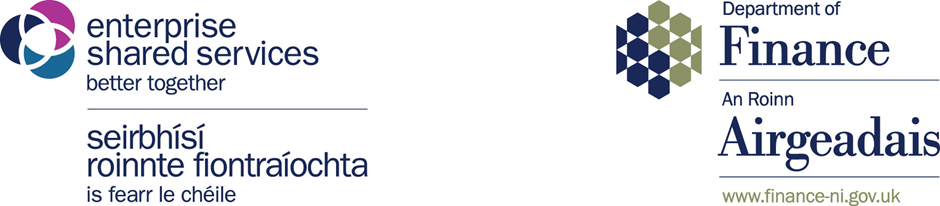 enterprise
shared services
better together
seirbhísí
roinnte fiontraíochta
is fearr le chéile
Department of
Finance
An Roinn
Airgeadais
www.finance-ni.gov.uk